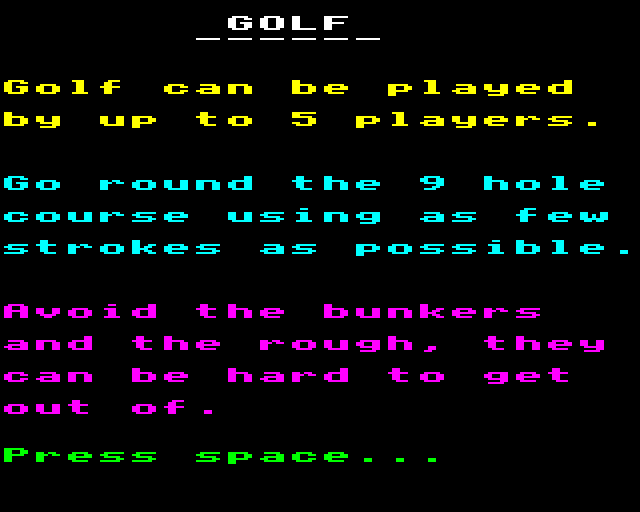 GOLF
Golf can be played
by up to 5 players.
Go round the 9 hole
course using as few
strokes as possible.
Avoid the bunkers
and the rough, they
can be hard to get
out of.
Press space...